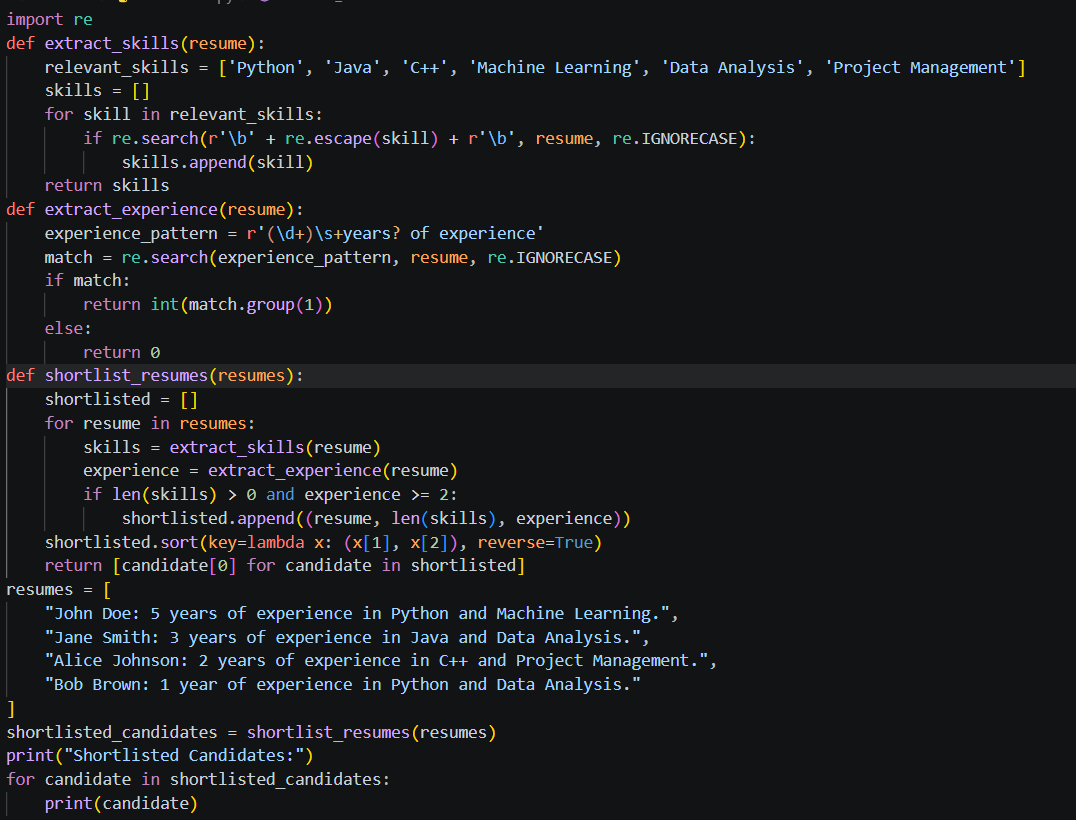 import re
def extract_skills(resume):
    relevant_skills = ['Python', 'Java', 'C++', 'Machine Learning', 'Data Analysis', 'Project Management']
    skills = []
    for skill in relevant_skills:
        if re.search(r'\b' + re.escape(skill) + r'\b', resume, re.IGNORECASE):
            skills.append(skill)
    return skills
def extract_experience(resume):
    experience_pattern = r'(\d+)\s+years? of experience'
    match = re.search(experience_pattern, resume, re.IGNORECASE)
    if match:
        return int(match.group(1))
    else:
        return 0
def shortlist_resumes(resumes):
    shortlisted = []
    for resume in resumes:
        skills = extract_skills(resume)
        experience = extract_experience(resume)
        if len(skills) > 0 and experience >= 2:
            shortlisted.append((resume, len(skills), experience))
    shortlisted.sort(key=lambda x: (x[1], x[2]), reverse=True)
    return [candidate[0] for candidate in shortlisted]
resumes = [
    "John Doe: 5 years of experience in Python and Machine Learning.",
    "Jane Smith: 3 years of experience in Java and Data Analysis.",
    "Alice Johnson: 2 years of experience in C++ and Project Management.",
    "Bob Brown: 1 year of experience in Python and Data Analysis."
]
shortlisted_candidates = shortlist_resumes(resumes)
print("Shortlisted Candidates:")
for candidate in shortlisted_candidates:
    print(candidate)